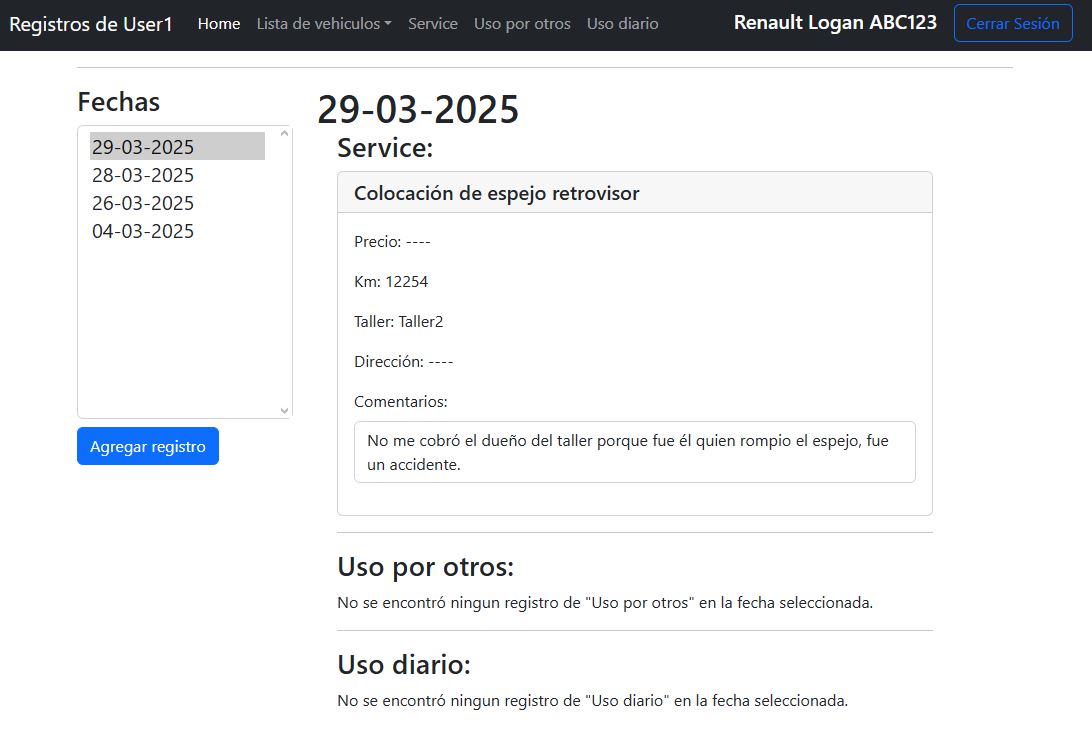 Registros de User1 Home Lista de vehiculos Service Uso por otros Uso diario Renault Logan ABC123 Cerrar Sesión
Fechas
29-03-2025
28-03-2025
26-03-2025
04-03-2025
Agregar registro
29-03-2025
Service:
Colocación de espejo retrovisor
Precio: ----
Km: 12254
Taller: Taller2
Dirección: ----
Comentarios:
No me cobró el dueño del taller porque fue él quien rompio el espejo, fue
un accidente.
Uso por otros:
No se encontró ningun registro de "Uso por otros" en la fecha seleccionada.
Uso diario:
No se encontró ningun registro de "Uso diario" en la fecha seleccionada.